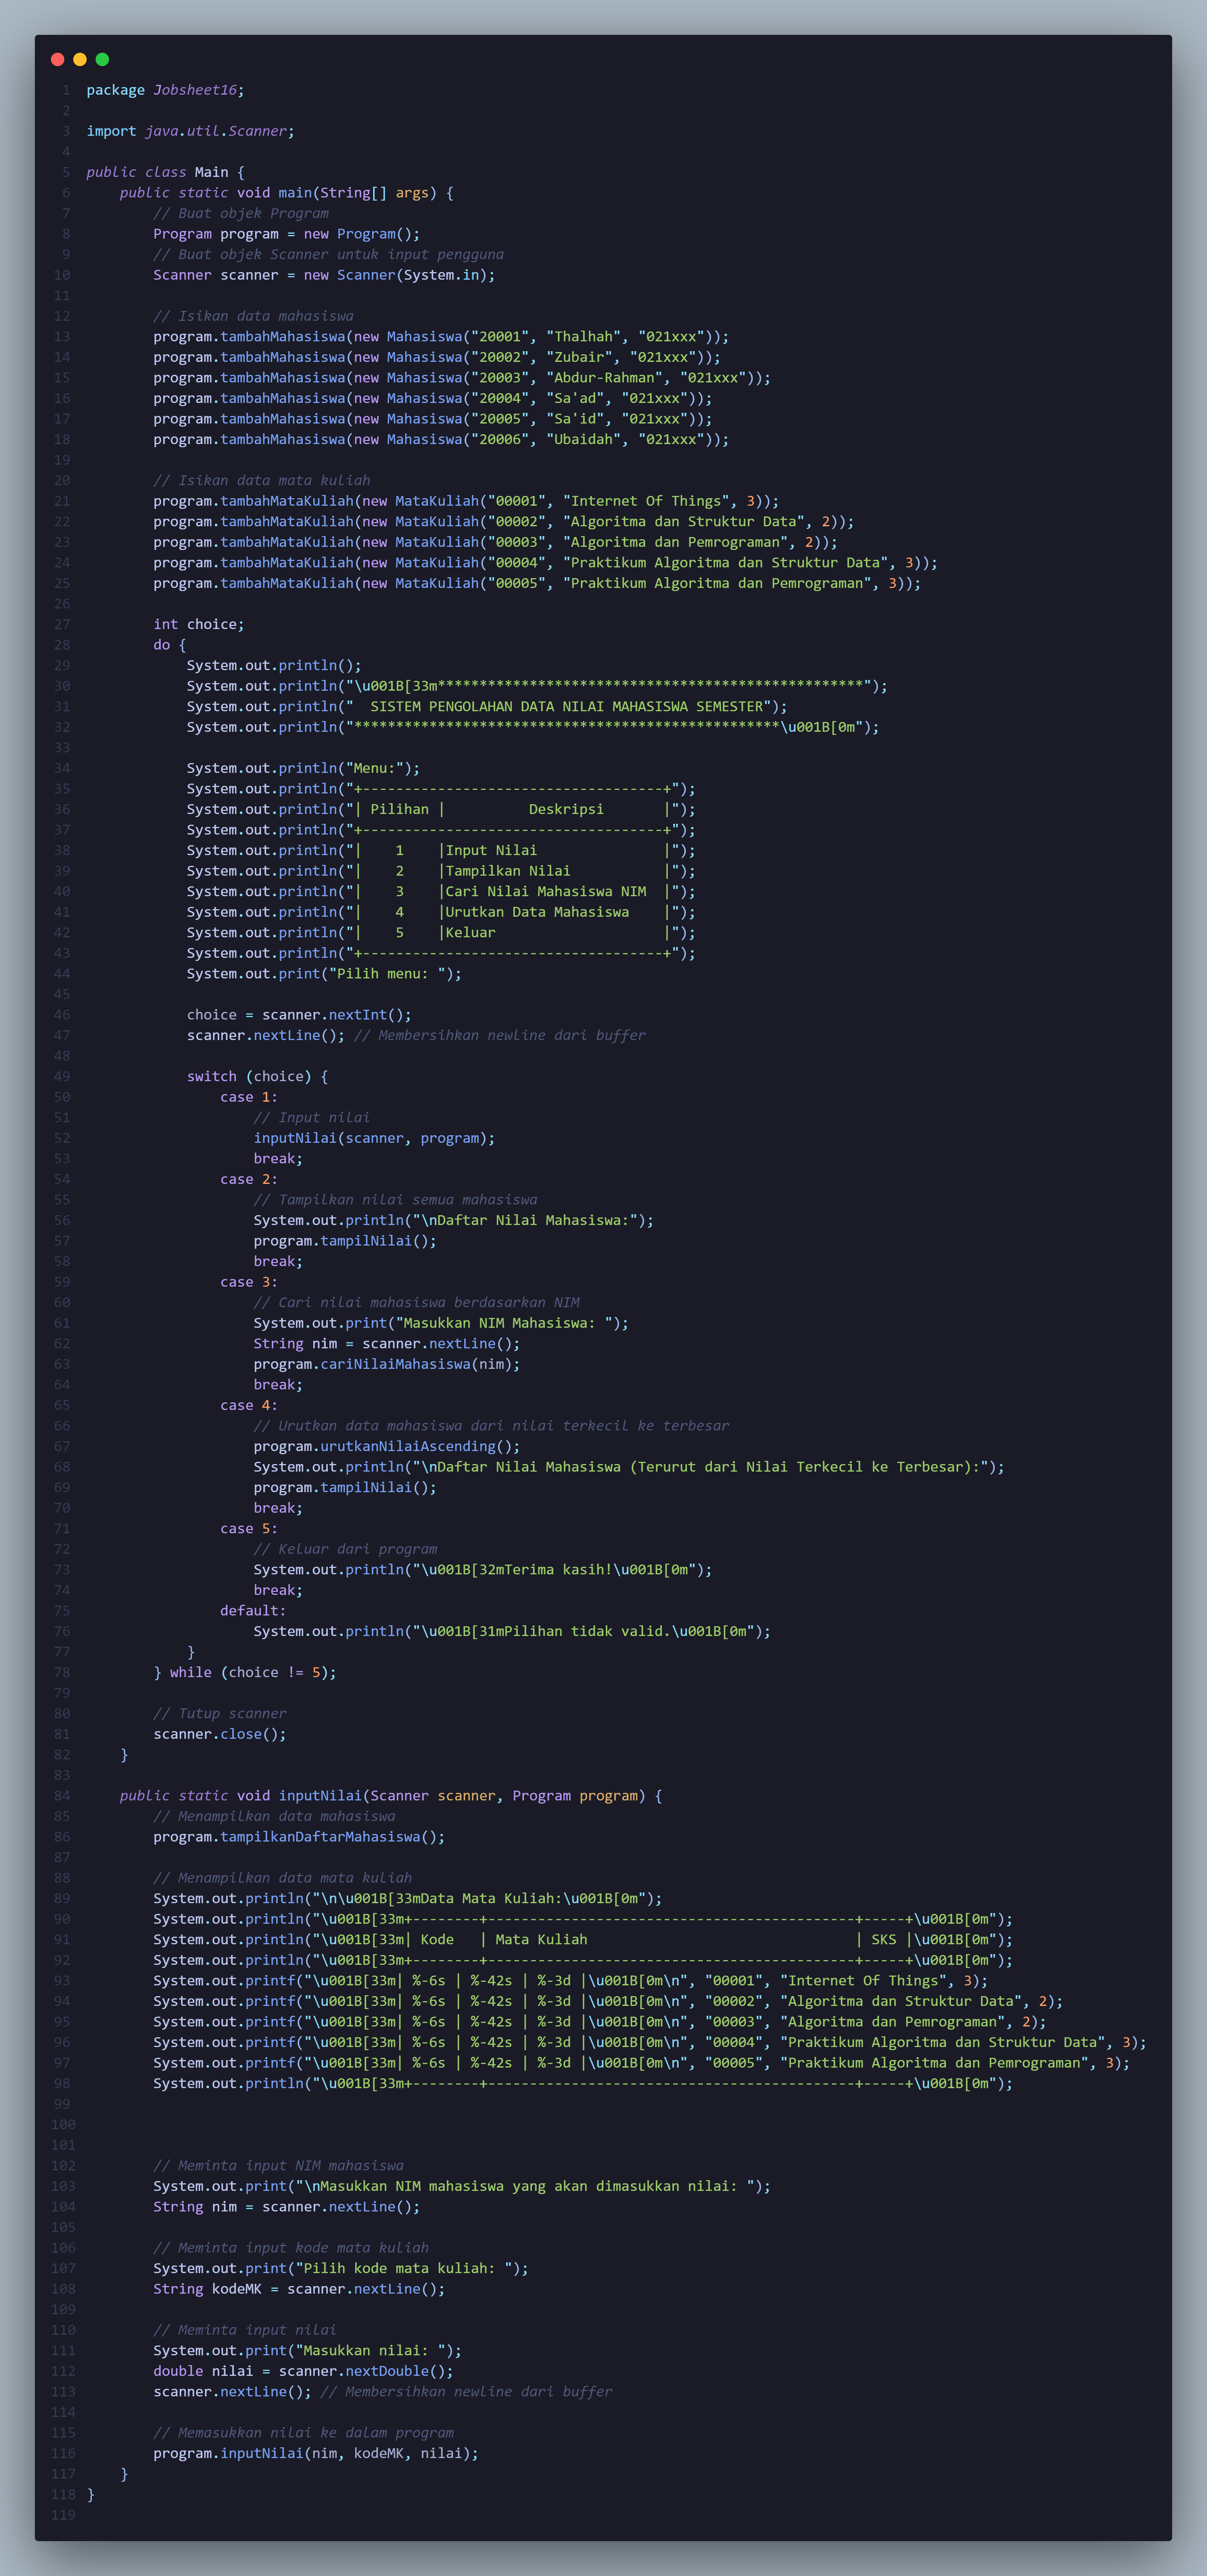 1 package Jobsheet16;
2
3 import java.util.Scanner;
4
5 public class Main {
6     public static void main(String[] args) {
7         // Buat objek Program
8         Program program = new Program();
9         // Buat objek Scanner untuk input pengguna
10         Scanner scanner = new Scanner(System.in);
11
12         // Isikan data mahasiswa
13         program.tambahMahasiswa(new Mahasiswa("20001", "Thalhah", "021xxx"));
14         program.tambahMahasiswa(new Mahasiswa("20002", "Zubair", "021xxx"));
15         program.tambahMahasiswa(new Mahasiswa("20003", "Abdur-Rahman", "021xxx"));
16         program.tambahMahasiswa(new Mahasiswa("20004", "Sa'ad", "021xxx"));
17         program.tambahMahasiswa(new Mahasiswa("20005", "Sa'id", "021xxx"));
18         program.tambahMahasiswa(new Mahasiswa("20006", "Ubaidah", "021xxx"));
19
20         // Isikan data mata kuliah
21         program.tambahMataKuliah(new MataKuliah("00001", "Internet Of Things", 3));
22         program.tambahMataKuliah(new MataKuliah("00002", "Algoritma dan Struktur Data", 2));
23         program.tambahMataKuliah(new MataKuliah("00003", "Algoritma dan Pemrograman", 2));
24         program.tambahMataKuliah(new MataKuliah("00004", "Praktikum Algoritma dan Struktur Data", 3));
25         program.tambahMataKuliah(new MataKuliah("00005", "Praktikum Algoritma dan Pemrograman", 3));
26
27         int choice;
28         do {
29             System.out.println();
30             System.out.println("\u001B[33m***************************************************");
31             System.out.println("  SISTEM PENGOLAHAN DATA NILAI MAHASISWA SEMESTER");
32             System.out.println("***************************************************\u001B[0m");
33
34             System.out.println("Menu:");
35             System.out.println("+------------------------------------+");
36             System.out.println("| Pilihan |          Deskripsi       |");
37             System.out.println("+------------------------------------+");
38             System.out.println("|    1    |Input Nilai               |");
39             System.out.println("|    2    |Tampilkan Nilai           |");
40             System.out.println("|    3    |Cari Nilai Mahasiswa NIM  |");
41             System.out.println("|    4    |Urutkan Data Mahasiswa    |");
42             System.out.println("|    5    |Keluar                    |");
43             System.out.println("+------------------------------------+");
44             System.out.print("Pilih menu: ");
45
46             choice = scanner.nextInt();
47             scanner.nextLine(); // Membersihkan newline dari buffer
48
49             switch (choice) {
50                 case 1:
51                     // Input nilai
52                     inputNilai(scanner, program);
53                     break;
54                 case 2:
55                     // Tampilkan nilai semua mahasiswa
56                     System.out.println("\nDaftar Nilai Mahasiswa:");
57                     program.tampilNilai();
58                     break;
59                 case 3:
60                     // Cari nilai mahasiswa berdasarkan NIM
61                     System.out.print("Masukkan NIM Mahasiswa: ");
62                     String nim = scanner.nextLine();
63                     program.cariNilaiMahasiswa(nim);
64                     break;
65                 case 4:
66                     // Urutkan data mahasiswa dari nilai terkecil ke terbesar
67                     program.urutkanNilaiAscending();
68                     System.out.println("\nDaftar Nilai Mahasiswa (Terurut dari Nilai Terkecil ke Terbesar):");
69                     program.tampilNilai();
70                     break;
71                 case 5:
72                     // Keluar dari program
73                     System.out.println("\u001B[32mTerima kasih!\u001B[0m");
74                     break;
75                 default:
76                     System.out.println("\u001B[31mPilihan tidak valid.\u001B[0m");
77             }
78         } while (choice != 5);
79
80         // Tutup scanner
81         scanner.close();
82     }
83
84     public static void inputNilai(Scanner scanner, Program program) {
85         // Menampilkan data mahasiswa
86         program.tampilkanDaftarMahasiswa();
87
88         // Menampilkan data mata kuliah
89         System.out.println("\n\u001B[33mData Mata Kuliah:\u001B[0m");
90         System.out.println("\u001B[33m+--------+--------------------------------------------+-----+\u001B[0m");
91         System.out.println("\u001B[33m| Kode   | Mata Kuliah                                | SKS |\u001B[0m");
92         System.out.println("\u001B[33m+--------+--------------------------------------------+-----+\u001B[0m");
93         System.out.printf("\u001B[33m| %-6s | %-42s | %-3d |\u001B[0m\n", "00001", "Internet Of Things", 3);
94         System.out.printf("\u001B[33m| %-6s | %-42s | %-3d |\u001B[0m\n", "00002", "Algoritma dan Struktur Data", 2);
95         System.out.printf("\u001B[33m| %-6s | %-42s | %-3d |\u001B[0m\n", "00003", "Algoritma dan Pemrograman", 2);
96         System.out.printf("\u001B[33m| %-6s | %-42s | %-3d |\u001B[0m\n", "00004", "Praktikum Algoritma dan Struktur Data", 3);
97         System.out.printf("\u001B[33m| %-6s | %-42s | %-3d |\u001B[0m\n", "00005", "Praktikum Algoritma dan Pemrograman", 3);
98         System.out.println("\u001B[33m+--------+--------------------------------------------+-----+\u001B[0m");
99
100
101
102         // Meminta input NIM mahasiswa
103         System.out.print("\nMasukkan NIM mahasiswa yang akan dimasukkan nilai: ");
104         String nim = scanner.nextLine();
105
106         // Meminta input kode mata kuliah
107         System.out.print("Pilih kode mata kuliah: ");
108         String kodeMK = scanner.nextLine();
109
110         // Meminta input nilai
111         System.out.print("Masukkan nilai: ");
112         double nilai = scanner.nextDouble();
113         scanner.nextLine(); // Membersihkan newline dari buffer
114
115         // Memasukkan nilai ke dalam program
116         program.inputNilai(nim, kodeMK, nilai);
117     }
118 }
119